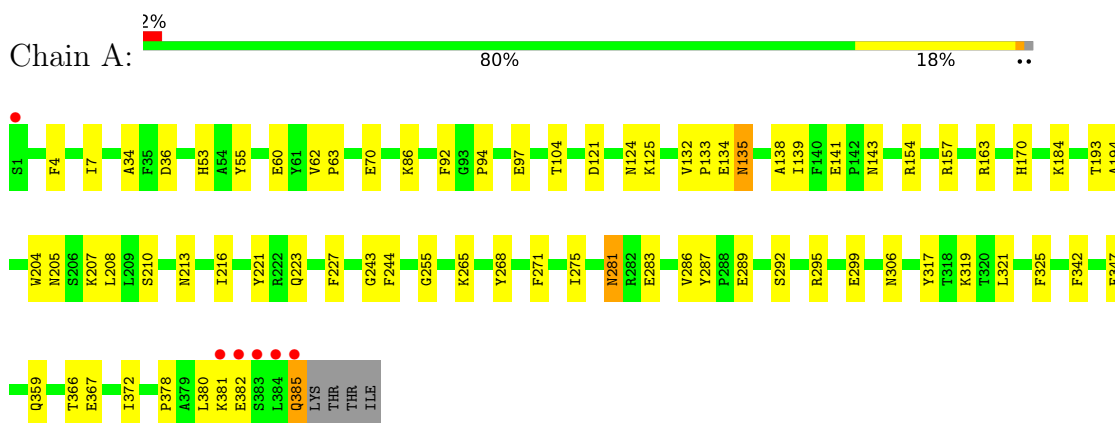 2%
Chain A:
80% 18% ••
S1 F4 I7 A34 F35 D36 H53 A54 Y55 E60 Y61 V62 P63 E70 K86 F92 G93 P94 E97 T104 D121 N124 K125 V132 P133 E134 N135 A138 I139 F140 E141 P142 N143 R154 R157 R163 H170 K184 T193 A194
W204 N205 S206 K207 L208 L209 S210 N213 I216 Y221 R222 Q223 F227 G243 F244 G255 K265 Y268 F271 I275 N281 R282 E283 V286 Y287 P288 E289 S292 R295 E299 N306 Y317 T318 K319 T320 L321 F325 F342
Q359 T366 E367 I372 P378 A379 L380 K381 E382 S383 L384 Q385 LYS THR THR ILE